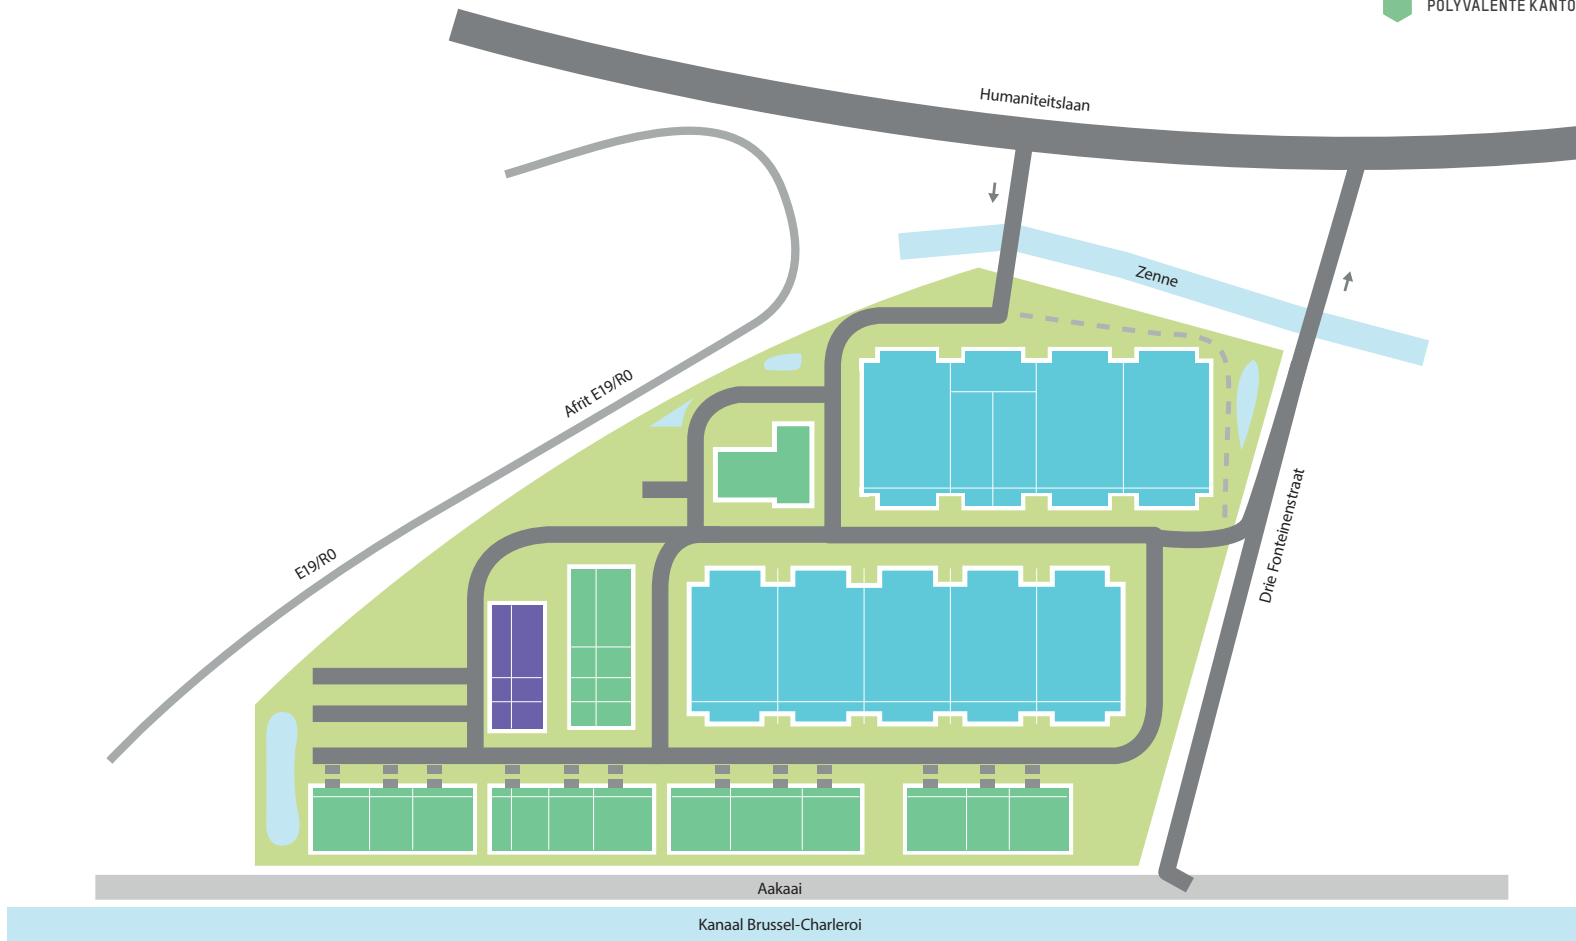 POLYVALENTE KANTO
Humaniteitslaan
Zenne
Afrit E19/R0
E19/R0
Drie Fonteinenstraat
Aakaai
Kanaal Brussel-Charleroi